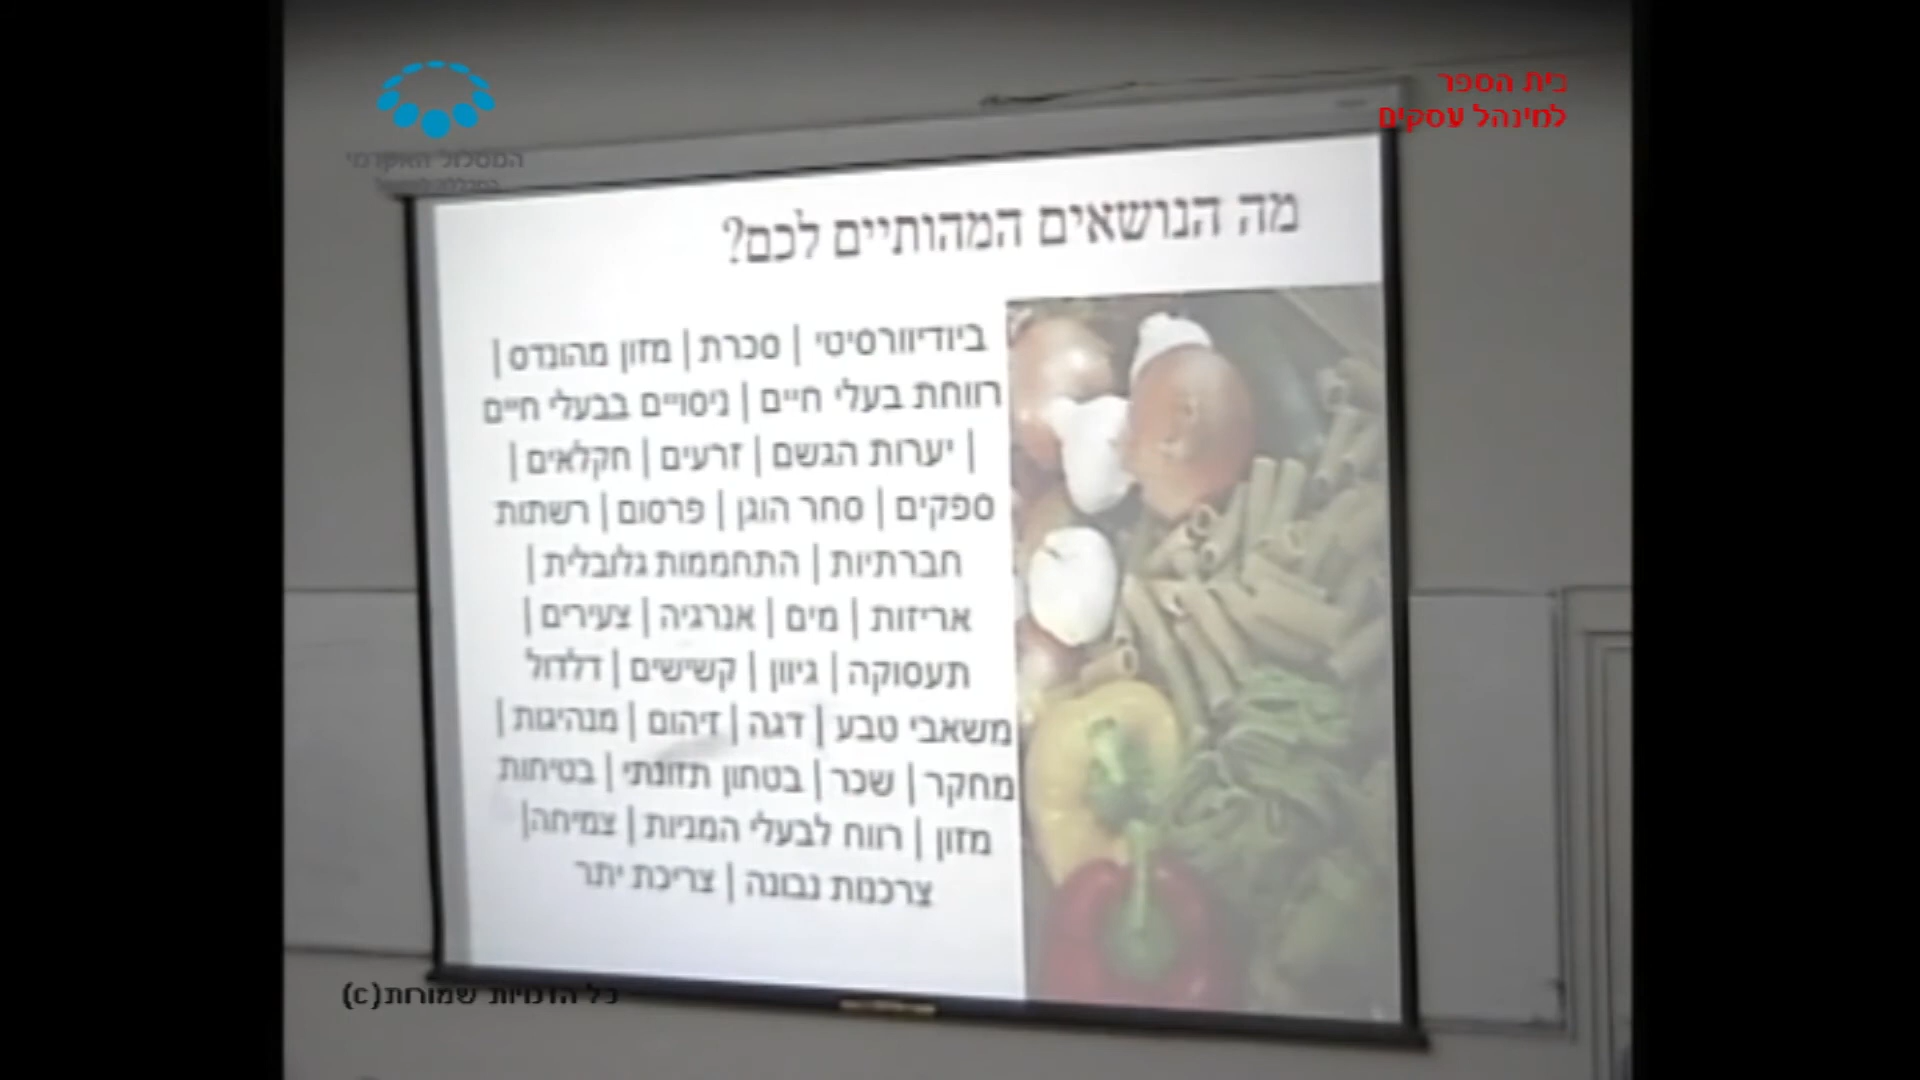 בית הספר
למינהל עסקים
המסלול האקדמי
מה הנושאים המהותיים לכם?
ביודיוורסיטי | סכרת | מזון מהונדס |
רווחת בעלי חיים | ניסויים בבעלי חיים
| יערות הגשם | זרעים | חקלאים |
ספקים | סחר הוגן | פרסום | רשתות
חברתיות | התחממות גלובלית |
אריזות | מים | אנרגיה | צעירים |
תעסוקה | גיוון | קשישים | דלדול
משאבי טבע | דגה | זיהום | מנהיגות |
מחקר | שכר | בטחון תזונתי | בטיחות
מזון | רווח לבעלי המניות | צמיחה|
צרכנות נבונה | צריכת יתר
כל הזכויות שמורות(c)